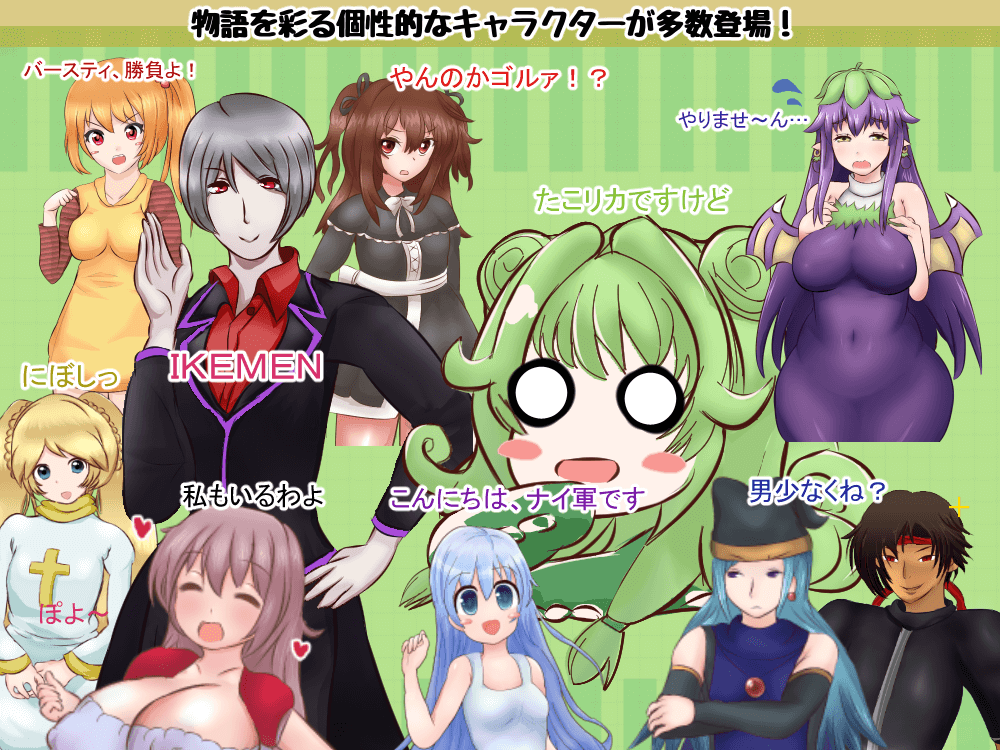 物語を彩る個性的なキャラクターが多数登場！
バースティ、勝負よ！
やんのかゴルァ！？
やりませ～ん…
たこリカですけど
IKEMEN
にぼしっ
私もいるわよ
こんにちは、ナイ軍です
男少なくね？
ぽよ～